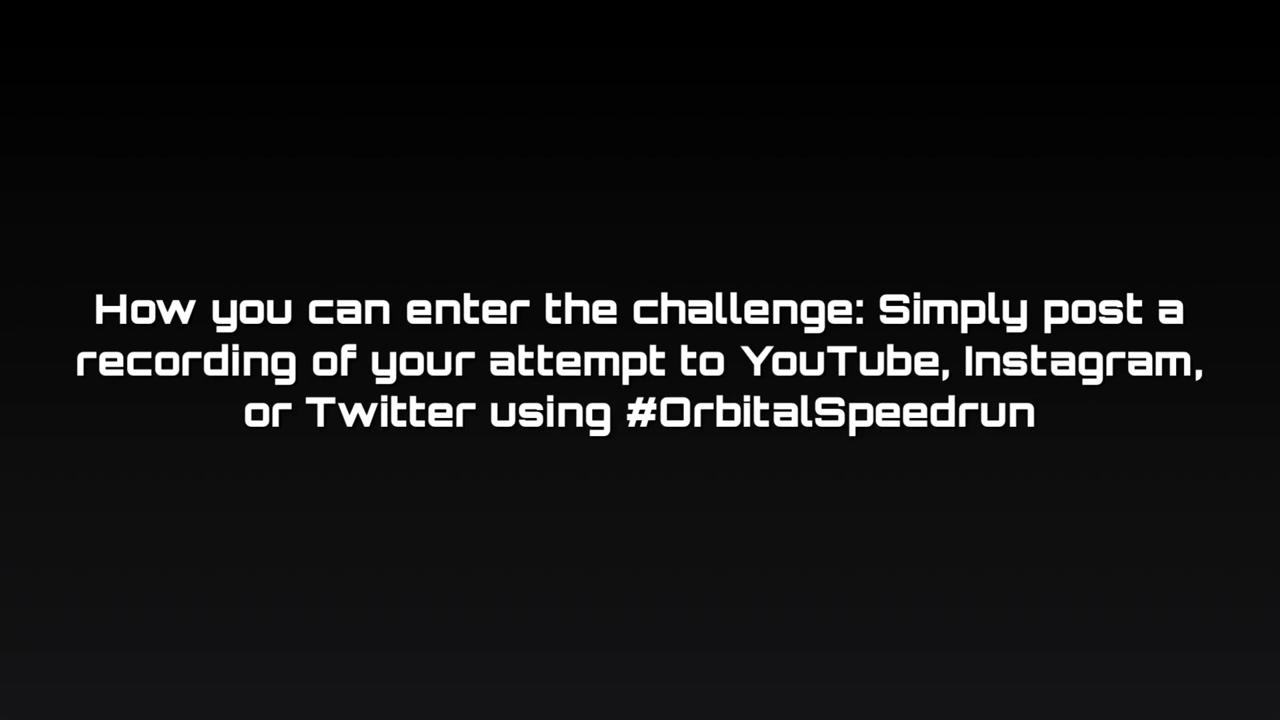 How you can enter the challenge: Simply post a
recording of your attempt to YouTube, Instagram,
or Twitter using #OrbitalSpeedrun